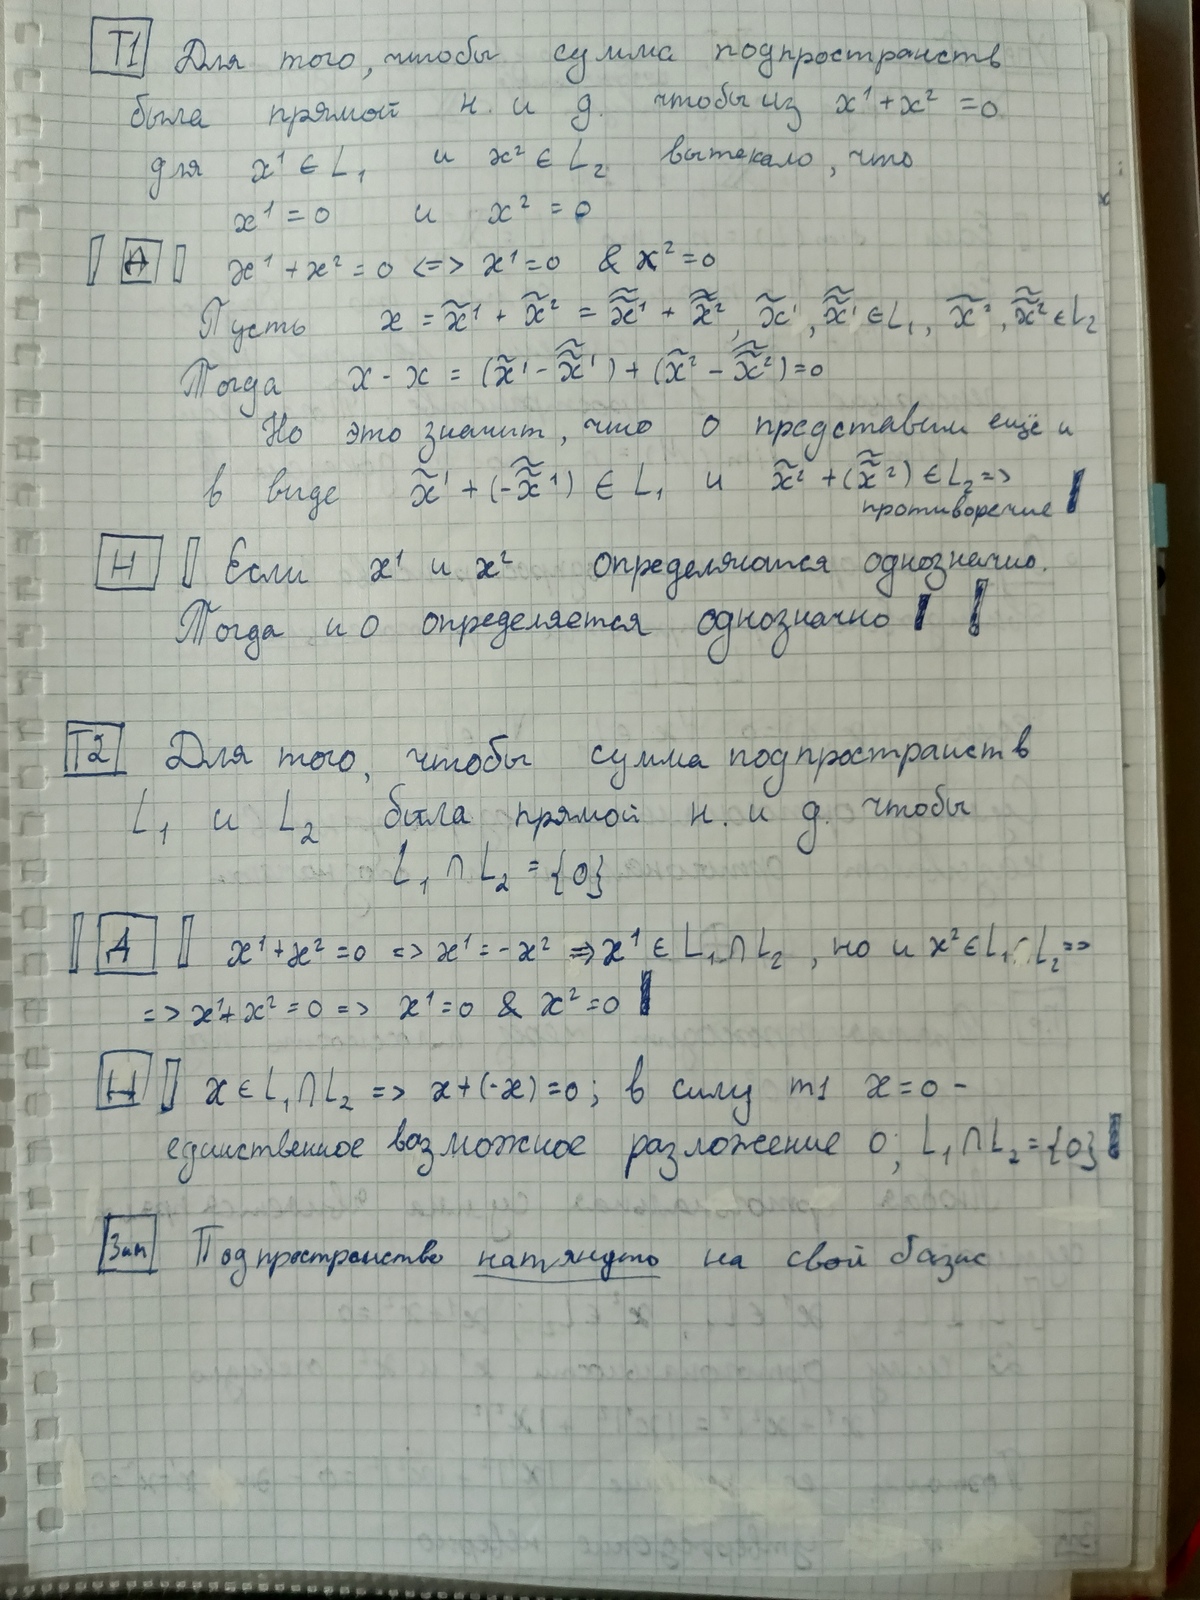 Т1 Для того, чтобы сумма подпространств
была прямой н. и д. чтобы из x¹ + x² = 0
для x¹ ∈ L₁ и x² ∈ L₂ вытекало, что
x¹ = 0 и x² = 0
Д x¹ + x² = 0 <=> x¹ = 0 & x² = 0
Пусть x = x̃¹ + x̃² = x̃̃¹ + x̃̃², x̃¹, x̃̃¹ ∈ L₁, x̃², x̃̃² ∈ L₂
Тогда x - x = (x̃¹ - x̃̃¹) + (x̃² - x̃̃²) = 0
Но это значит, что 0 представим ещё и
в виде x̃¹ + (-x̃̃¹) ∈ L₁ и x̃² + (x̃̃²) ∈ L₂ =>
противоречие
Н Если x¹ и x² определяются однозначно.
Тогда и 0 определяется однозначно
Т2 Для того, чтобы сумма подпространств
L₁ и L₂ была прямой н. и д. чтобы
L₁ ∩ L₂ = {0}
Д x¹ + x² = 0 <=> x¹ = -x² => x¹ ∈ L₁ ∩ L₂, но и x² ∈ L₁ ∩ L₂ =>
=> x¹ + x² = 0 => x¹ = 0 & x² = 0
Н x ∈ L₁ ∩ L₂ => x + (-x) = 0; в силу т1 x = 0 -
единственное возможное разложение 0; L₁ ∩ L₂ = {0}
Зам Подпространство натянуто на свой базис